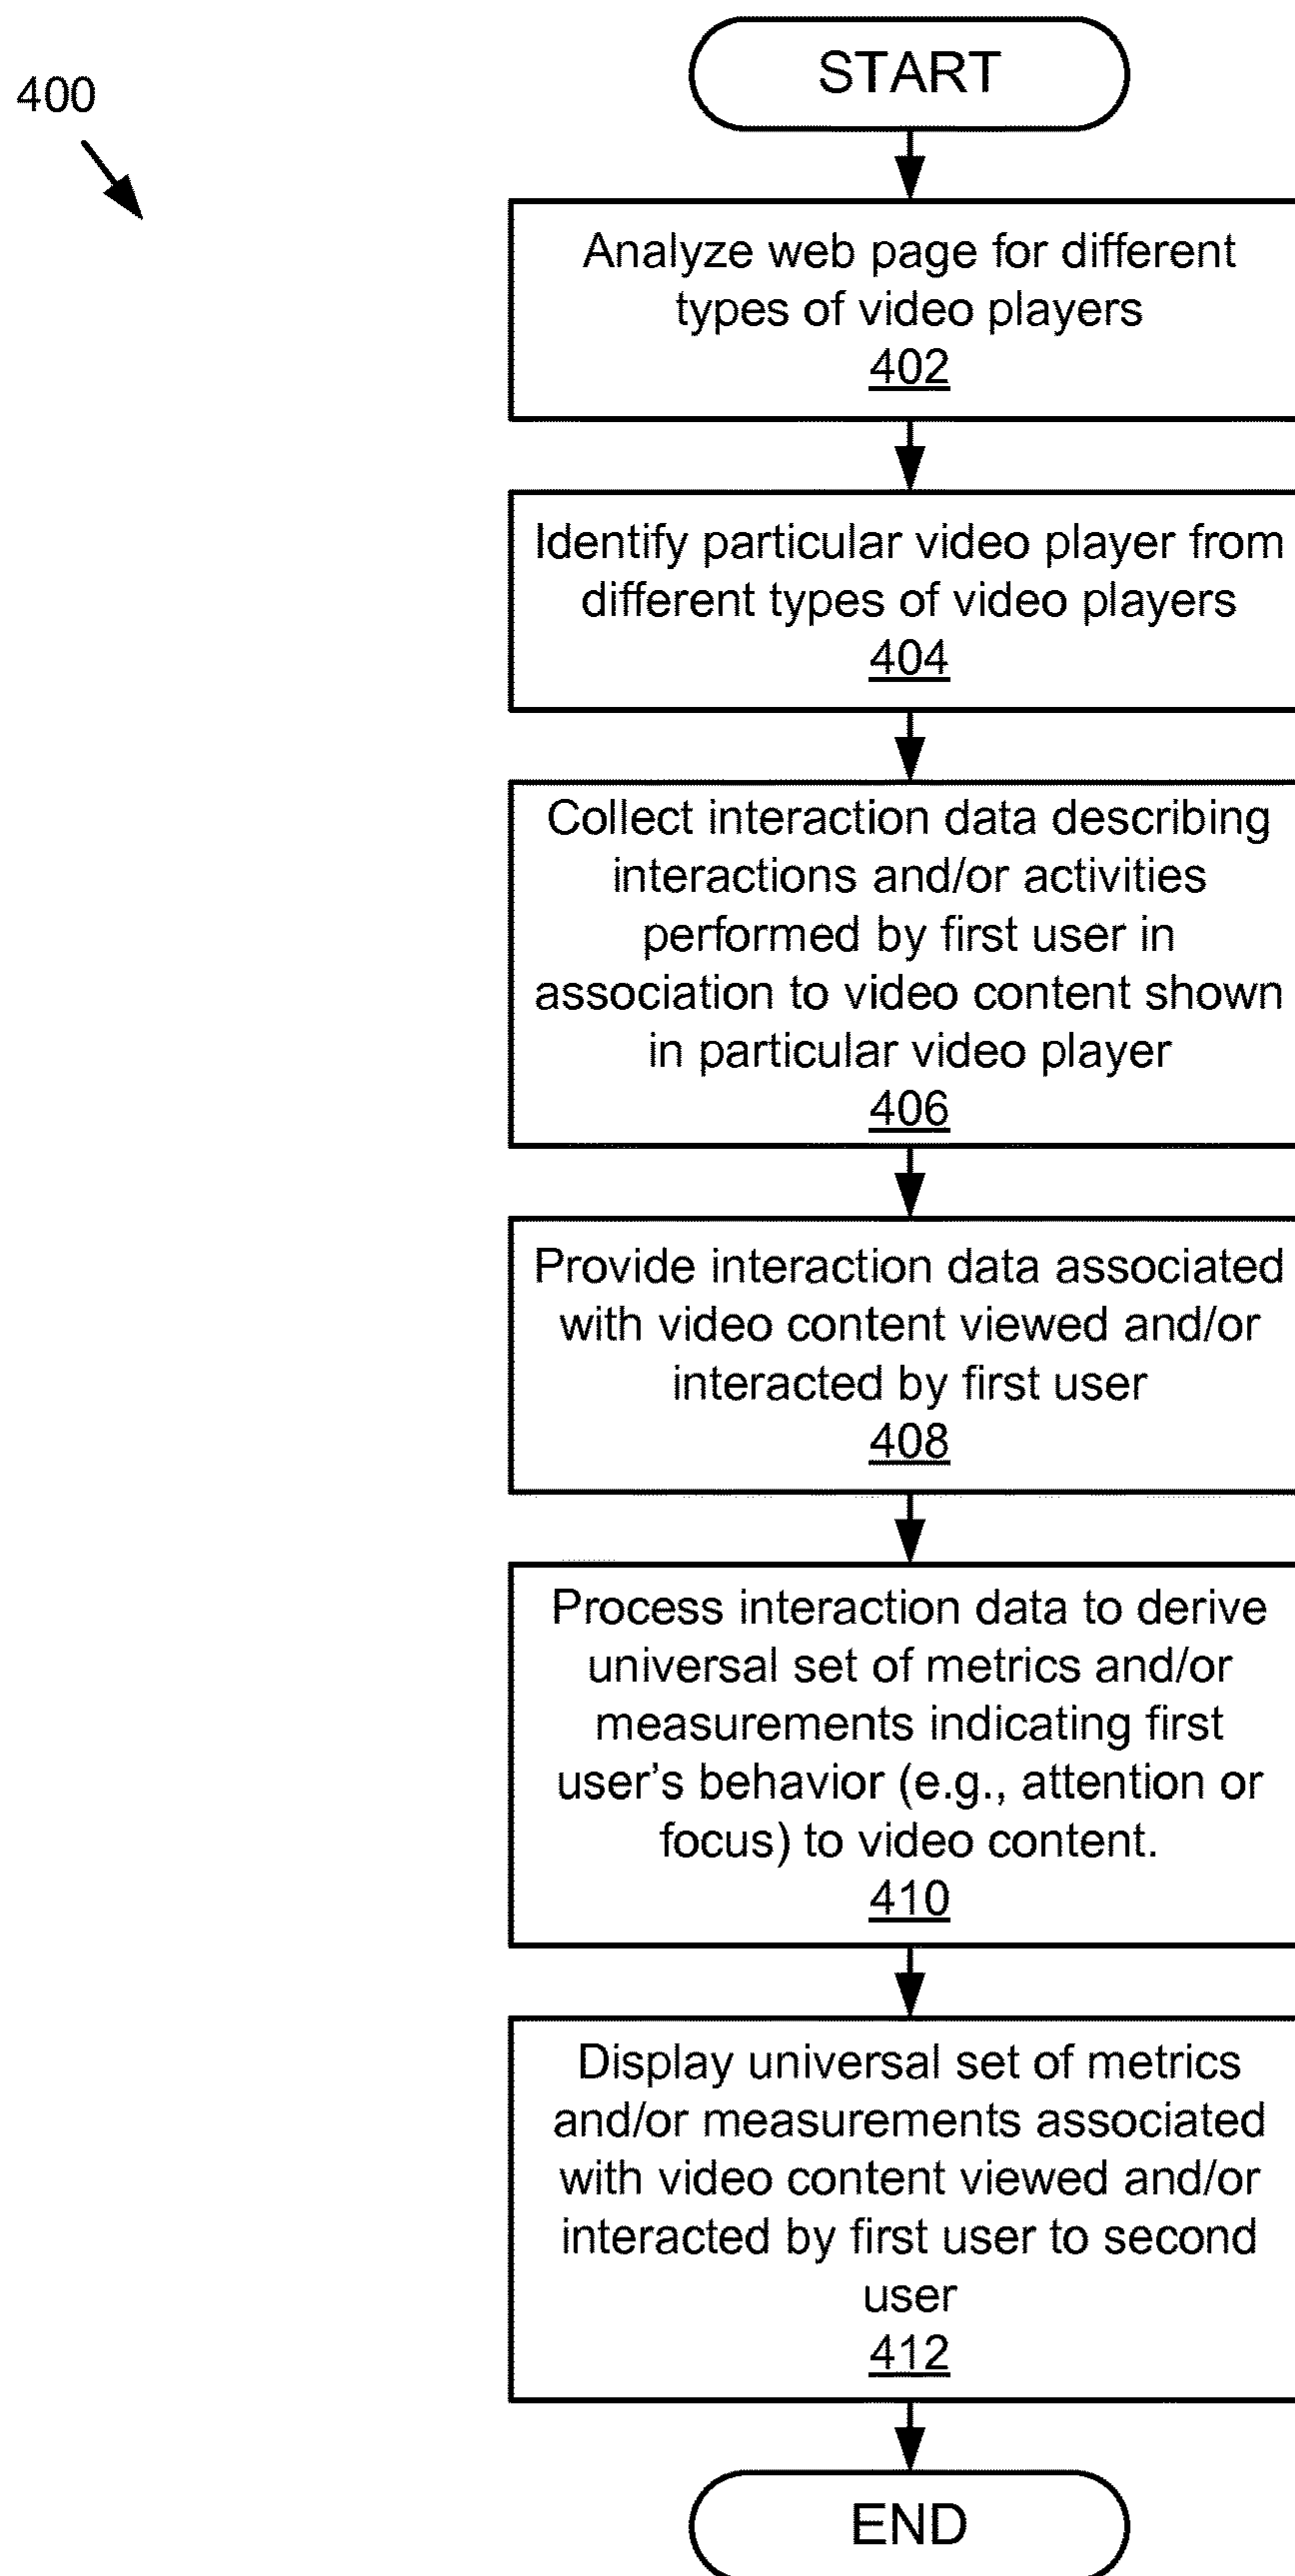 400
START
Analyze web page for different
types of video players
402
Identify particular video player from
different types of video players
404
Collect interaction data describing
interactions and/or activities
performed by first user in
association to video content shown
in particular video player
406
Provide interaction data associated
with video content viewed and/or
interacted by first user
408
Process interaction data to derive
universal set of metrics and/or
measurements indicating first
user’s behavior (e.g., attention or
focus) to video content.
410
Display universal set of metrics
and/or measurements associated
with video content viewed and/or
interacted by first user to second
user
412
END